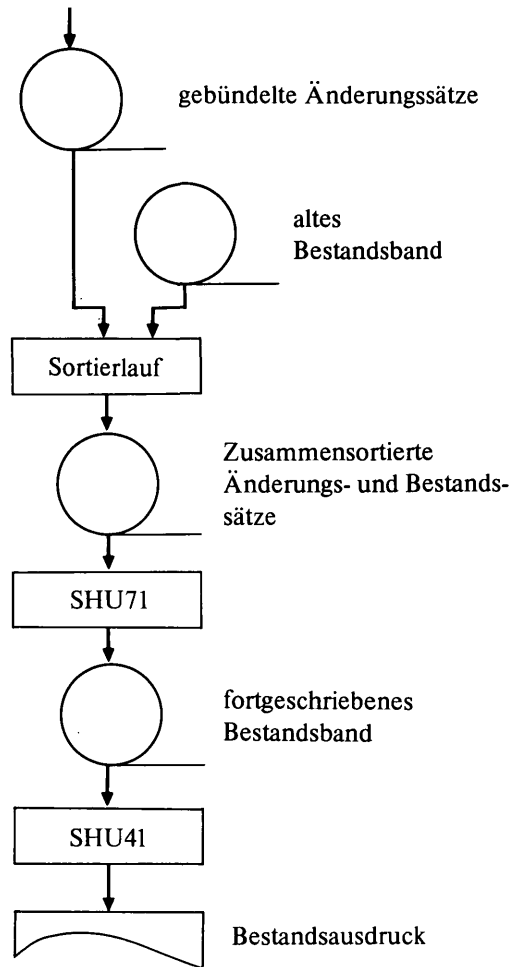 gebündelte Änderungssätze
altes
Bestandsband
Sortierlauf
Zusammensortierte
Änderungs- und Bestands-
sätze
SHU71
fortgeschriebenes
Bestandsband
SHU41
Bestandsausdruck